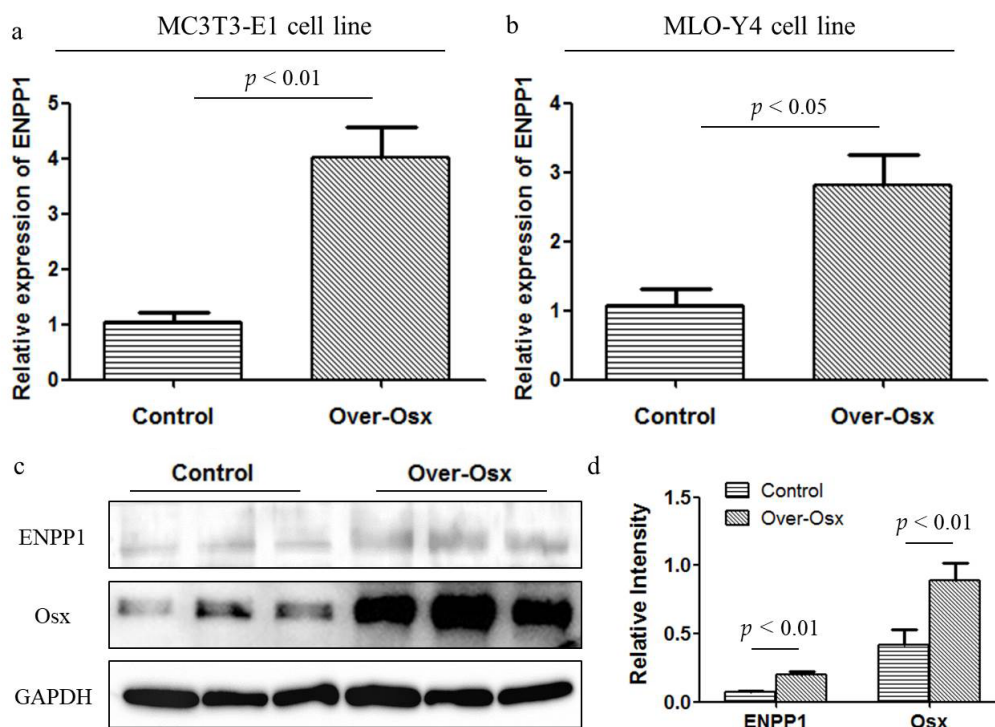 a
MC3T3-E1 cell line
p < 0.01
Relative expression of ENPP1
5
4
3
2
1
0
Control
Over-Osx
b
MLO-Y4 cell line
p < 0.05
Relative expression of ENPP1
4
3
2
1
0
Control
Over-Osx
c
Control
Over-Osx
ENPP1
Osx
GAPDH
d
Control
Over-Osx
Relative Intensity
1.5
1.0
0.5
0.0
p < 0.01
p < 0.01
ENPP1
Osx